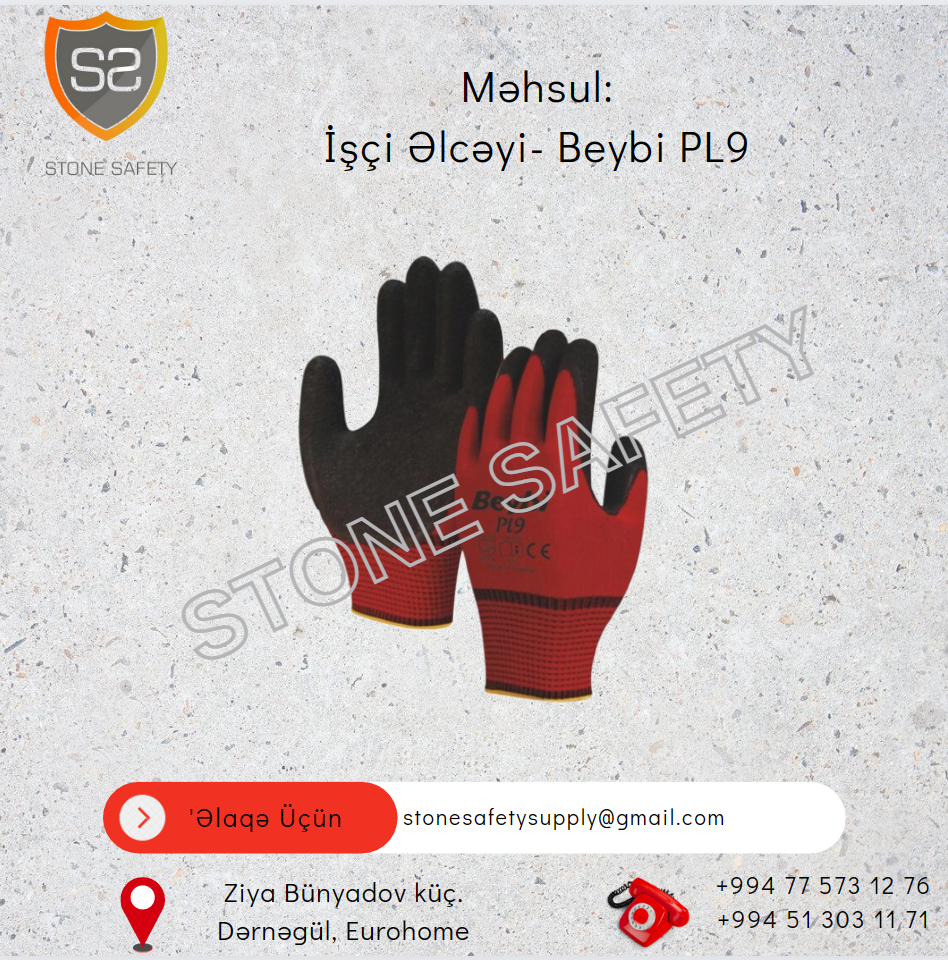 SS
STONE SAFETY
Məhsul:
İşçi Əlcəyi- Beybi PL9
STONE SAFETY
Beybi
Pl9
CE
'Əlaqə Üçün
stonesafetysupply@gmail.com
Ziya Bünyadov küç.
Dərnəgül, Eurohome
+994 77 573 12 76
+994 51 303 11 71